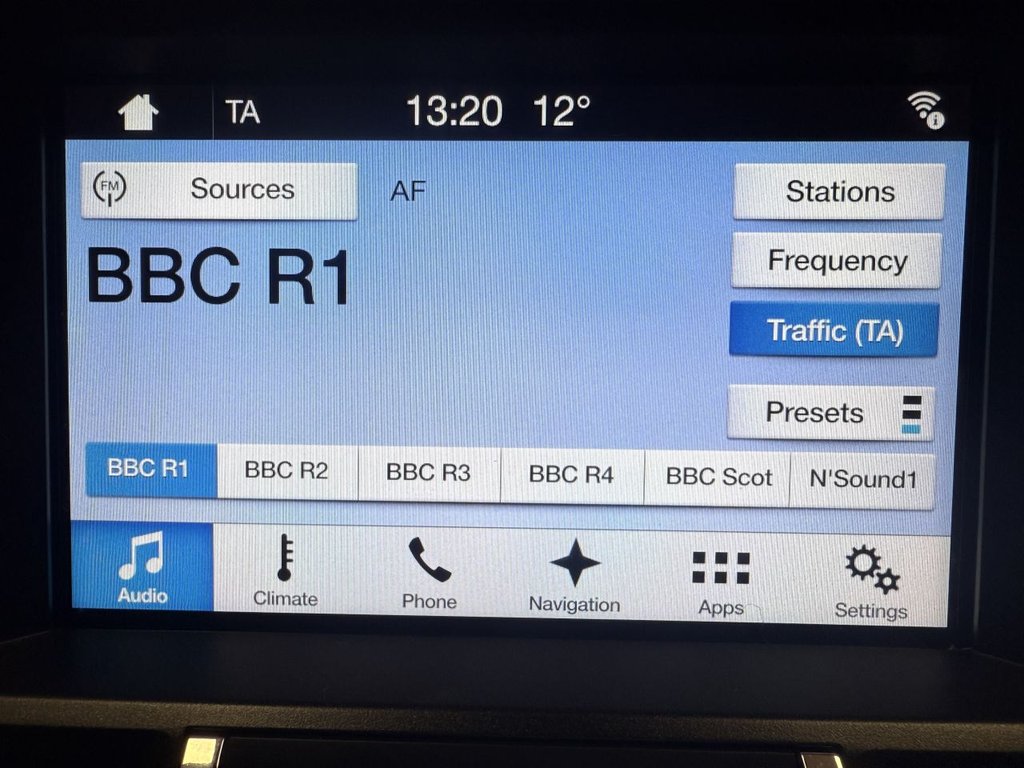 TA 13:20 12°
FM Sources AF Stations
BBC R1
Frequency
Traffic (TA)
Presets
BBC R1 BBC R2 BBC R3 BBC R4 BBC Scot N'Sound1
Audio Climate Phone Navigation Apps Settings